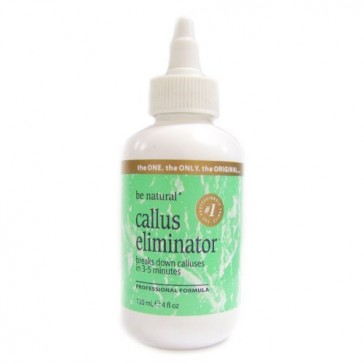 the ONE. the ONLY. the ORIGINAL...
be natural®
#1
callus
eliminator
breaks down calluses
in 3-5 minutes
PROFESSIONAL FORMULA
120 mL ℮ 4 fl oz